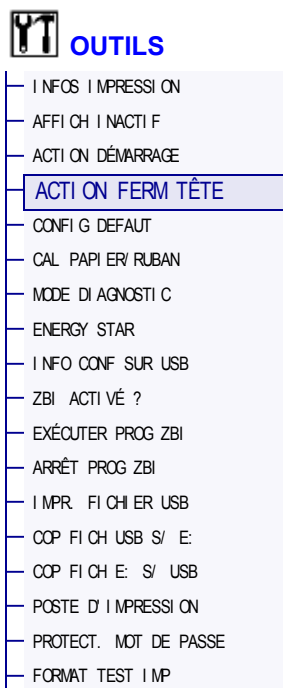 OUTILS
INFOS IMPRESSION
AFFICH INACTIF
ACTION DÉMARRAGE
ACTION FERM TÊTE
CONFIG DEFAUT
CAL PAPIER/RUBAN
MODE DIAGNOSTIC
ENERGY STAR
INFO CONF SUR USB
ZBI ACTIVÉ ?
EXÉCUTER PROG ZBI
ARRÊT PROG ZBI
IMPR. FICHIER USB
COP FICH USB S/ E:
COP FICH E: S/ USB
POSTE D'IMPRESSION
PROTECT. MOT DE PASSE
FORMAT TEST IMP